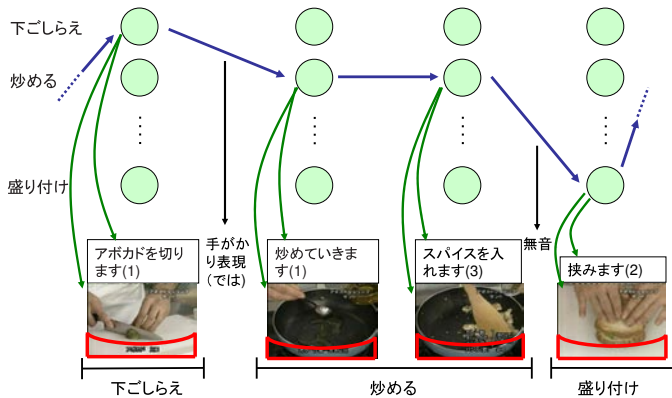 下ごしらえ
炒める
盛り付け
アボカドを切り
ます(1)
手がか
り表現
(では)
炒めていきま
す(1)
スパイスを入
れます(3)
無音
挟みます(2)
下ごしらえ
炒める
盛り付け